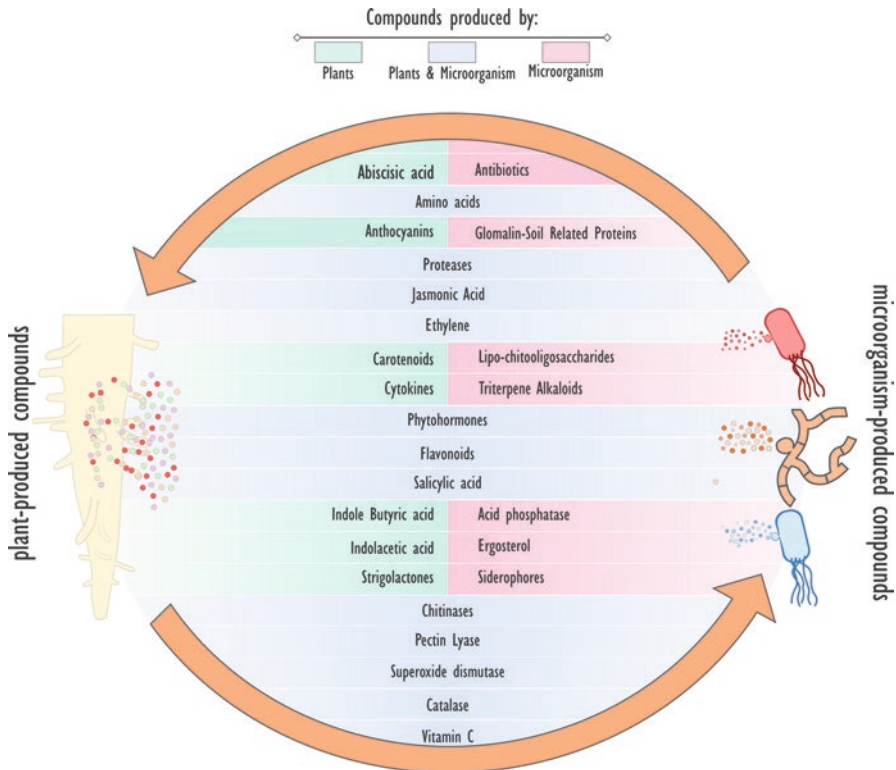 Compounds produced by:
Plants
Plants & Microorganism
Microorganism
Abiscisic acid
Antibiotics
Amino acids
Anthocyanins
Glomalin-Soil Related Proteins
Proteases
Jasmonic Acid
Ethylene
Carotenoids
Lipo-chitooligosaccharides
Cytokines
Triterpene Alkaloids
Phytohormones
Flavonoids
Salicylic acid
Indole Butyric acid
Acid phosphatase
Indolacetic acid
Ergosterol
Strigolactones
Siderophores
Chitinases
Pectin Lyase
Superoxide dismutase
Catalase
Vitamin C
plant-produced compounds
microorganism-produced compounds